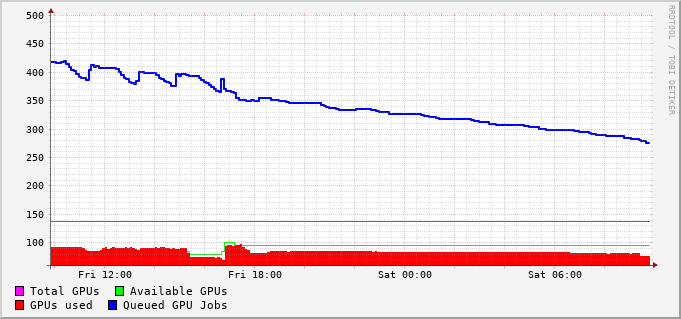 500
450
400
350
300
250
200
150
100
Fri 12:00 Fri 18:00 Sat 00:00 Sat 06:00
Total GPUs Available GPUs
GPUs used Queued GPU Jobs
RRDTOOL / TOBI OETIKER